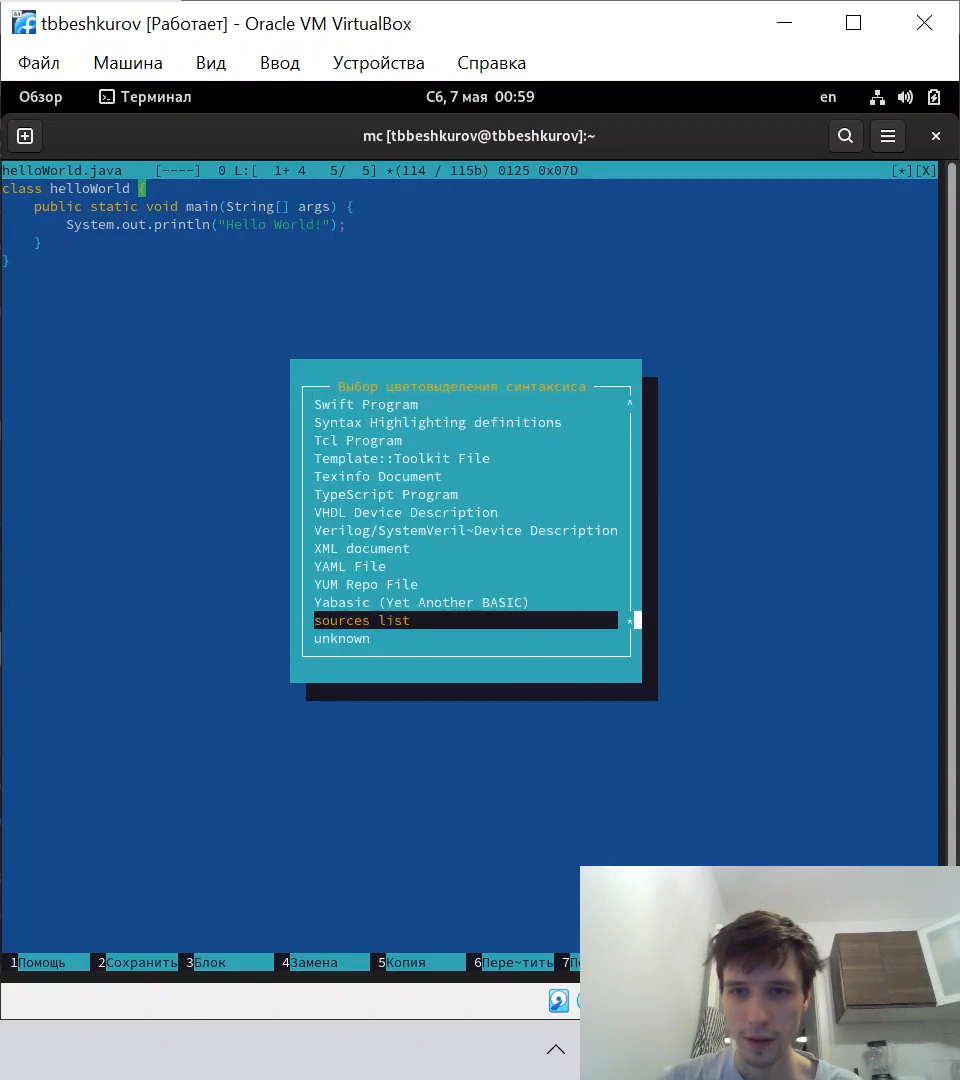 tbbeshkurov [Работает] - Oracle VM VirtualBox
Файл Машина Вид Ввод Устройства Справка
Обзор Терминал Сб, 7 мая 00:59 en
mc [tbbeshkurov@tbbeshkurov]:~
helloWorld.java [----] 0 L:[ 1+ 4 5/ 5] *(114 / 115b) 0125 0x07D [*][X]
class helloWorld {
public static void main(String[] args) {
System.out.println("Hello World!");
}
}
Выбор цветовыделения синтаксиса
Swift Program
Syntax Highlighting definitions
Tcl Program
Template::Toolkit File
Texinfo Document
TypeScript Program
VHDL Device Description
Verilog/SystemVeril~Device Description
XML document
YAML File
YUM Repo File
Yabasic (Yet Another BASIC)
sources list
unknown
1Помощь 2Сохранить 3Блок 4Замена 5Копия 6Пере~тить 7